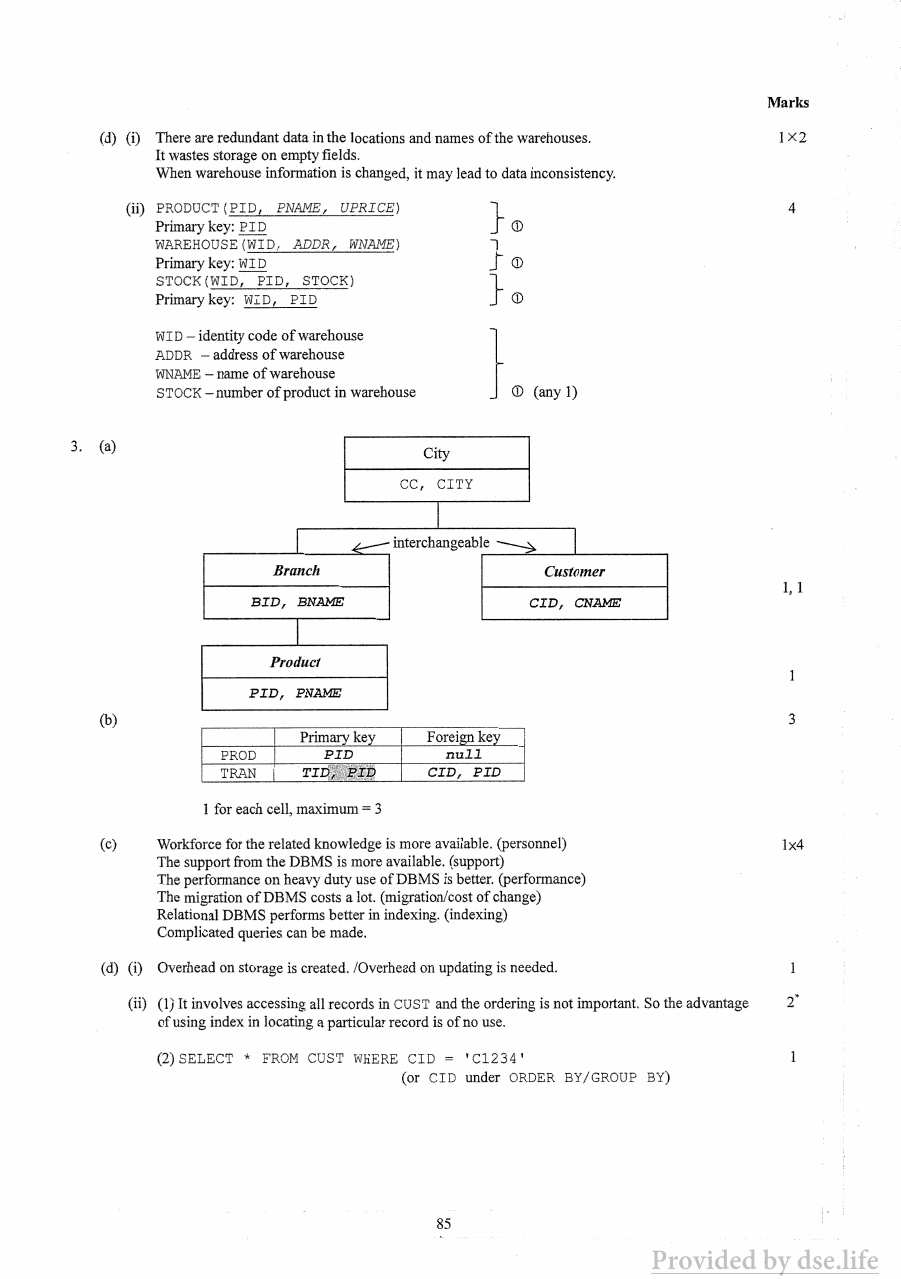 Marks
(d) (i) There are redundant data in the locations and names of the warehouses. 1×2
It wastes storage on empty fields.
When warehouse information is changed, it may lead to data inconsistency.
(ii) PRODUCT(PID, PNAME, UPRICE) 4
Primary key: PID ①
WAREHOUSE(WID, ADDR, WNAME)
Primary key: WID ①
STOCK(WID, PID, STOCK)
Primary key: WID, PID ①
WID – identity code of warehouse
ADDR – address of warehouse
WNAME – name of warehouse
STOCK – number of product in warehouse ① (any 1)
3. (a)
City
CC, CITY
interchangeable
Branch Customer
BID, BNAME CID, CNAME 1, 1
Product
PID, PNAME 1
(b) 3
Primary key Foreign key
PROD PID null
TRAN TID, PID CID, PID
1 for each cell, maximum = 3
(c) Workforce for the related knowledge is more available. (personnel) 1x4
The support from the DBMS is more available. (support)
The performance on heavy duty use of DBMS is better. (performance)
The migration of DBMS costs a lot. (migration/cost of change)
Relational DBMS performs better in indexing. (indexing)
Complicated queries can be made.
(d) (i) Overhead on storage is created. /Overhead on updating is needed. 1
(ii) (1) It involves accessing all records in CUST and the ordering is not important. So the advantage 2*
of using index in locating a particular record is of no use.
(2) SELECT * FROM CUST WHERE CID = 'C1234' 1
(or CID under ORDER BY/GROUP BY)
85
Provided by dse.life